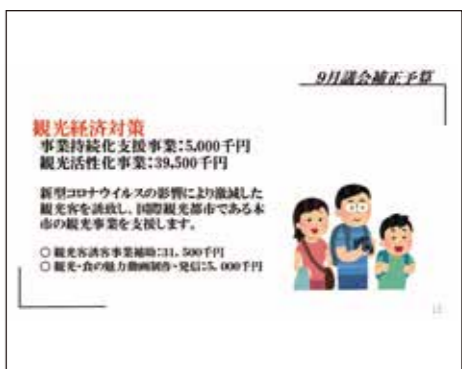 9月議会補正予算
観光経済対策
事業持続化支援事業:5,000千円
観光活性化事業:39,500千円
新型コロナウイルスの影響により激減した
観光客を誘致し、国際観光都市である本
市の観光事業を支援します。
○ 観光客誘客事業補助:31,500千円
○ 観光・食の魅力動画制作・発信:5,000千円